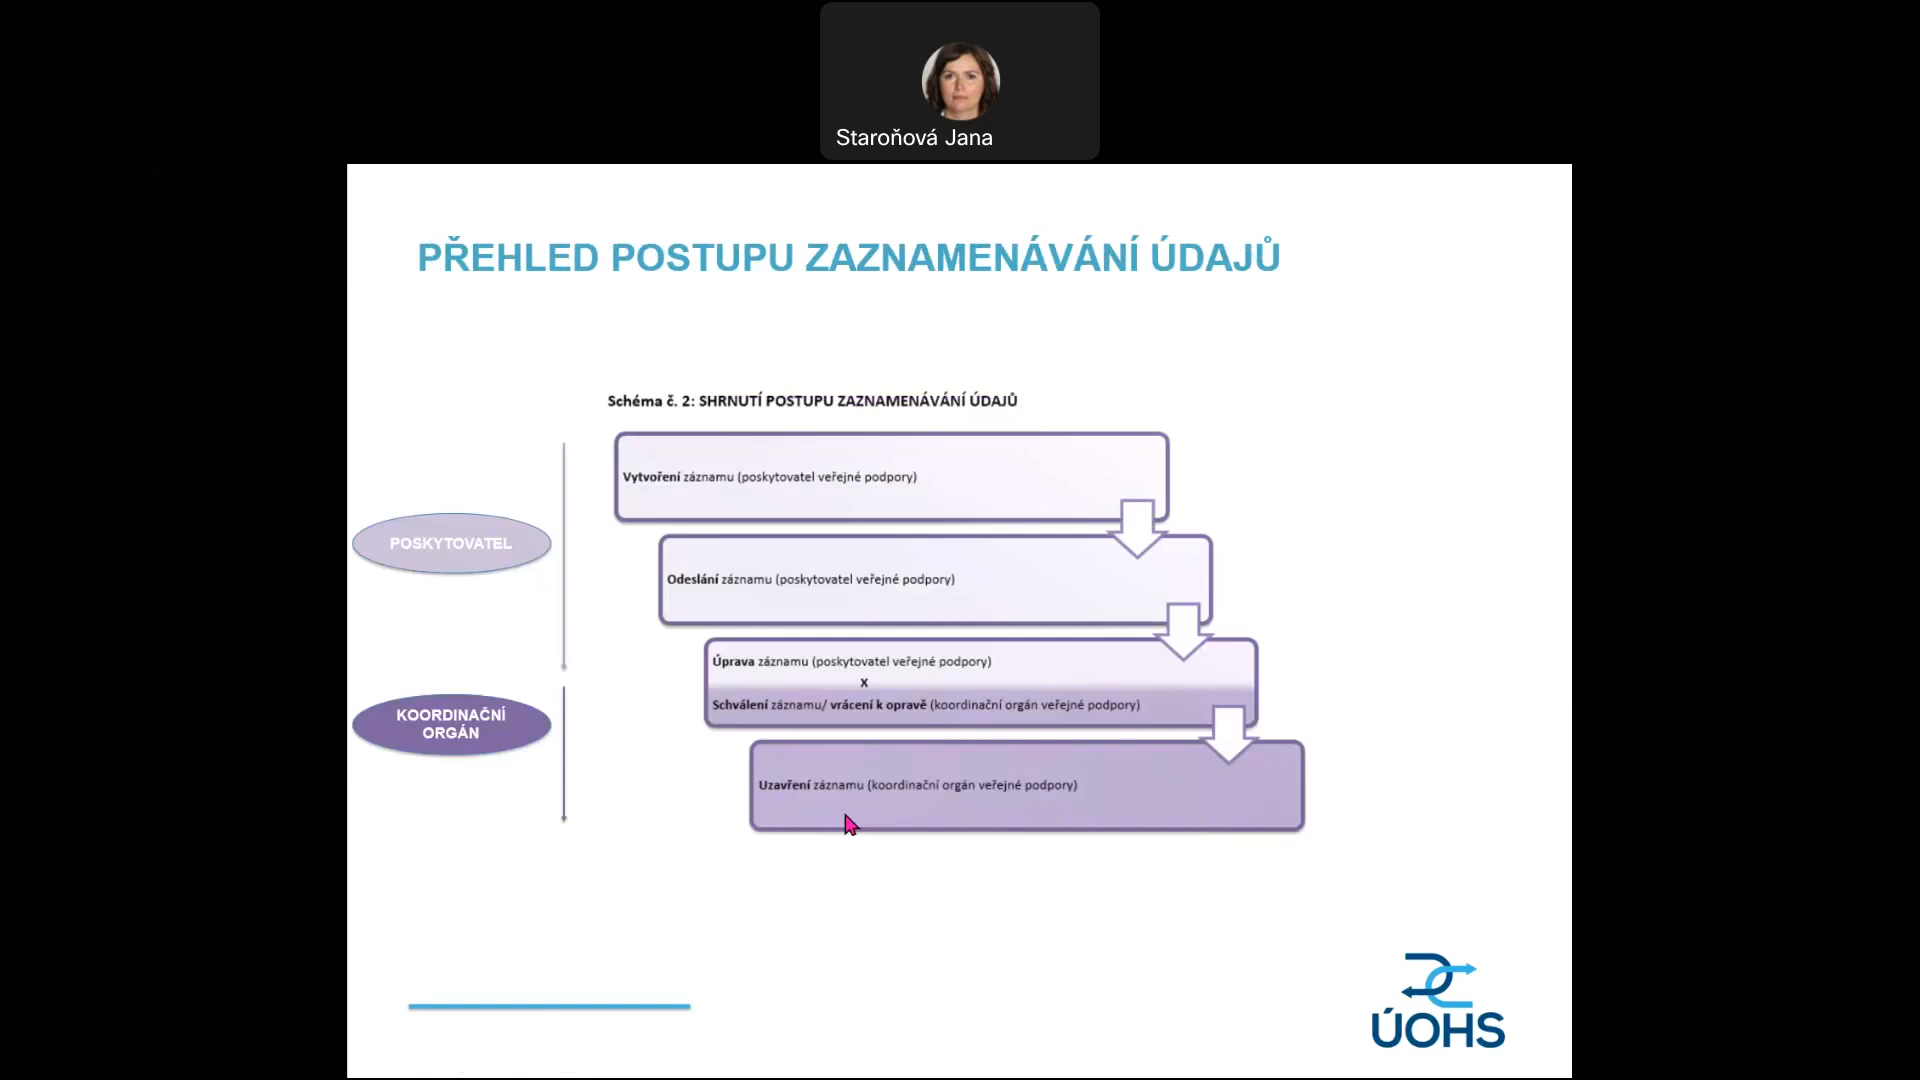 Staroňová Jana
PŘEHLED POSTUPU ZAZNAMENÁVÁNÍ ÚDAJŮ
Schéma č. 2: SHRNUTÍ POSTUPU ZAZNAMENÁVÁNÍ ÚDAJŮ
Vytvoření záznamu (poskytovatel veřejné podpory)
POSKYTOVATEL
Odeslání záznamu (poskytovatel veřejné podpory)
Úprava záznamu (poskytovatel veřejné podpory)
X
Schválení záznamu/ vrácení k opravě (koordinační orgán veřejné podpory)
KOORDINAČNÍ
ORGÁN
Uzavření záznamu (koordinační orgán veřejné podpory)
ÚOHS